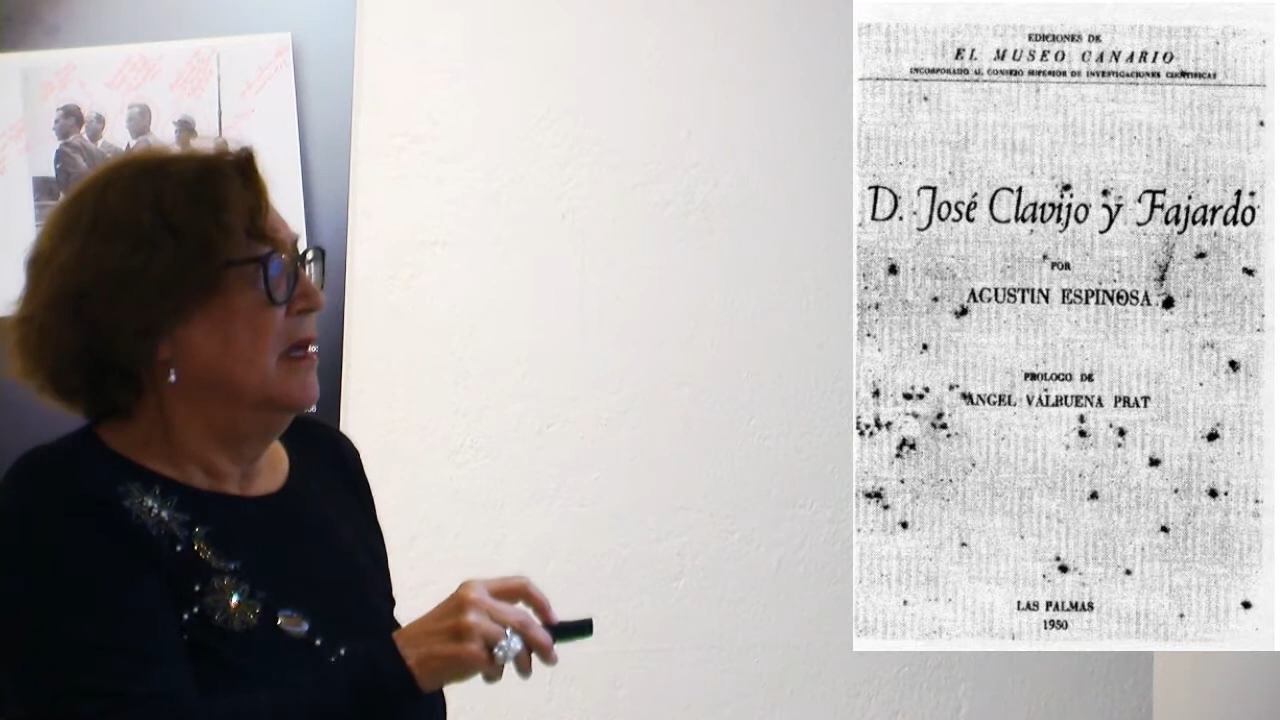 EDICIONES DE
EL MUSEO CANARIO
INCORPORADO AL CONSEJO SUPERIOR DE INVESTIGACIONES CIENTIFICAS
D. José Clavijo y Fajardo
POR
AGUSTIN ESPINOSA
PROLOGO DE
ANGEL VALBUENA PRAT
LAS PALMAS
1950